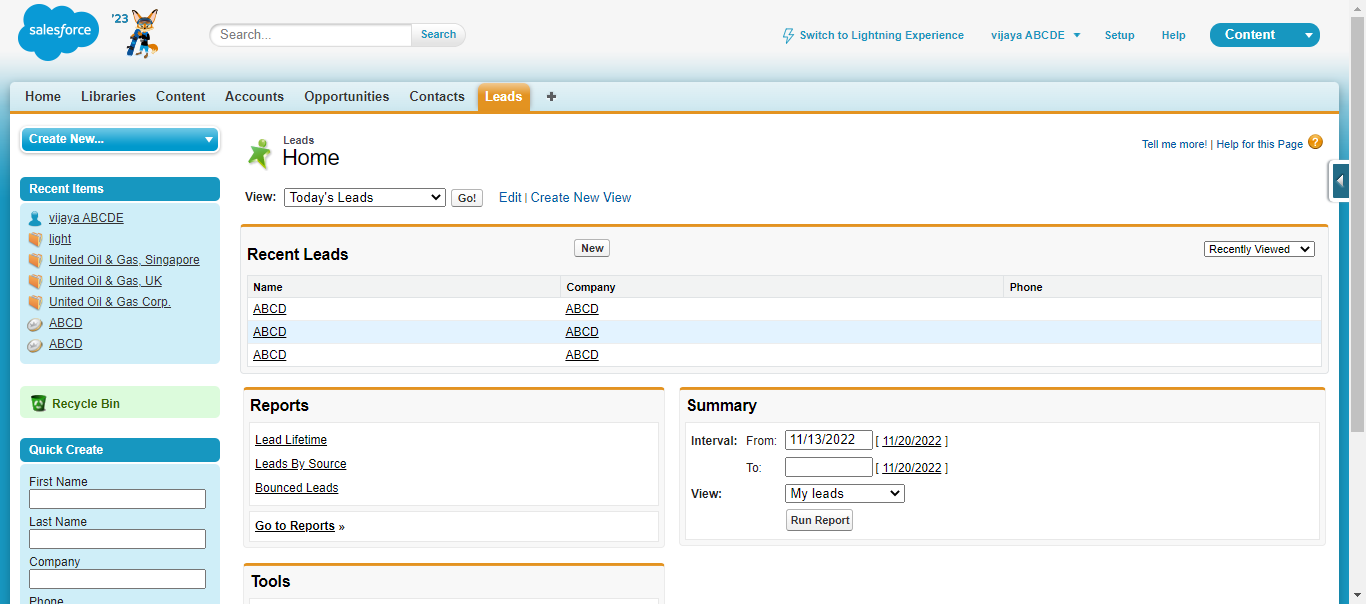 salesforce
'23
Search...
Search
Switch to Lightning Experience
vijaya ABCDE
Setup
Help
Content
Home Libraries Content Accounts Opportunities Contacts Leads +
Create New...
Recent Items
vijaya ABCDE
light
United Oil & Gas, Singapore
United Oil & Gas, UK
United Oil & Gas Corp.
ABCD
ABCD
Recycle Bin
Quick Create
First Name
Last Name
Company
Phone
Leads
Home
Tell me more! | Help for this Page ?
View: Today's Leads Go! Edit | Create New View
Recent Leads New Recently Viewed
Name Company Phone
ABCD ABCD
ABCD ABCD
ABCD ABCD
Reports
Lead Lifetime
Leads By Source
Bounced Leads
Go to Reports »
Summary
Interval: From: 11/13/2022 [ 11/20/2022 ]
To: [ 11/20/2022 ]
View: My leads
Run Report
Tools